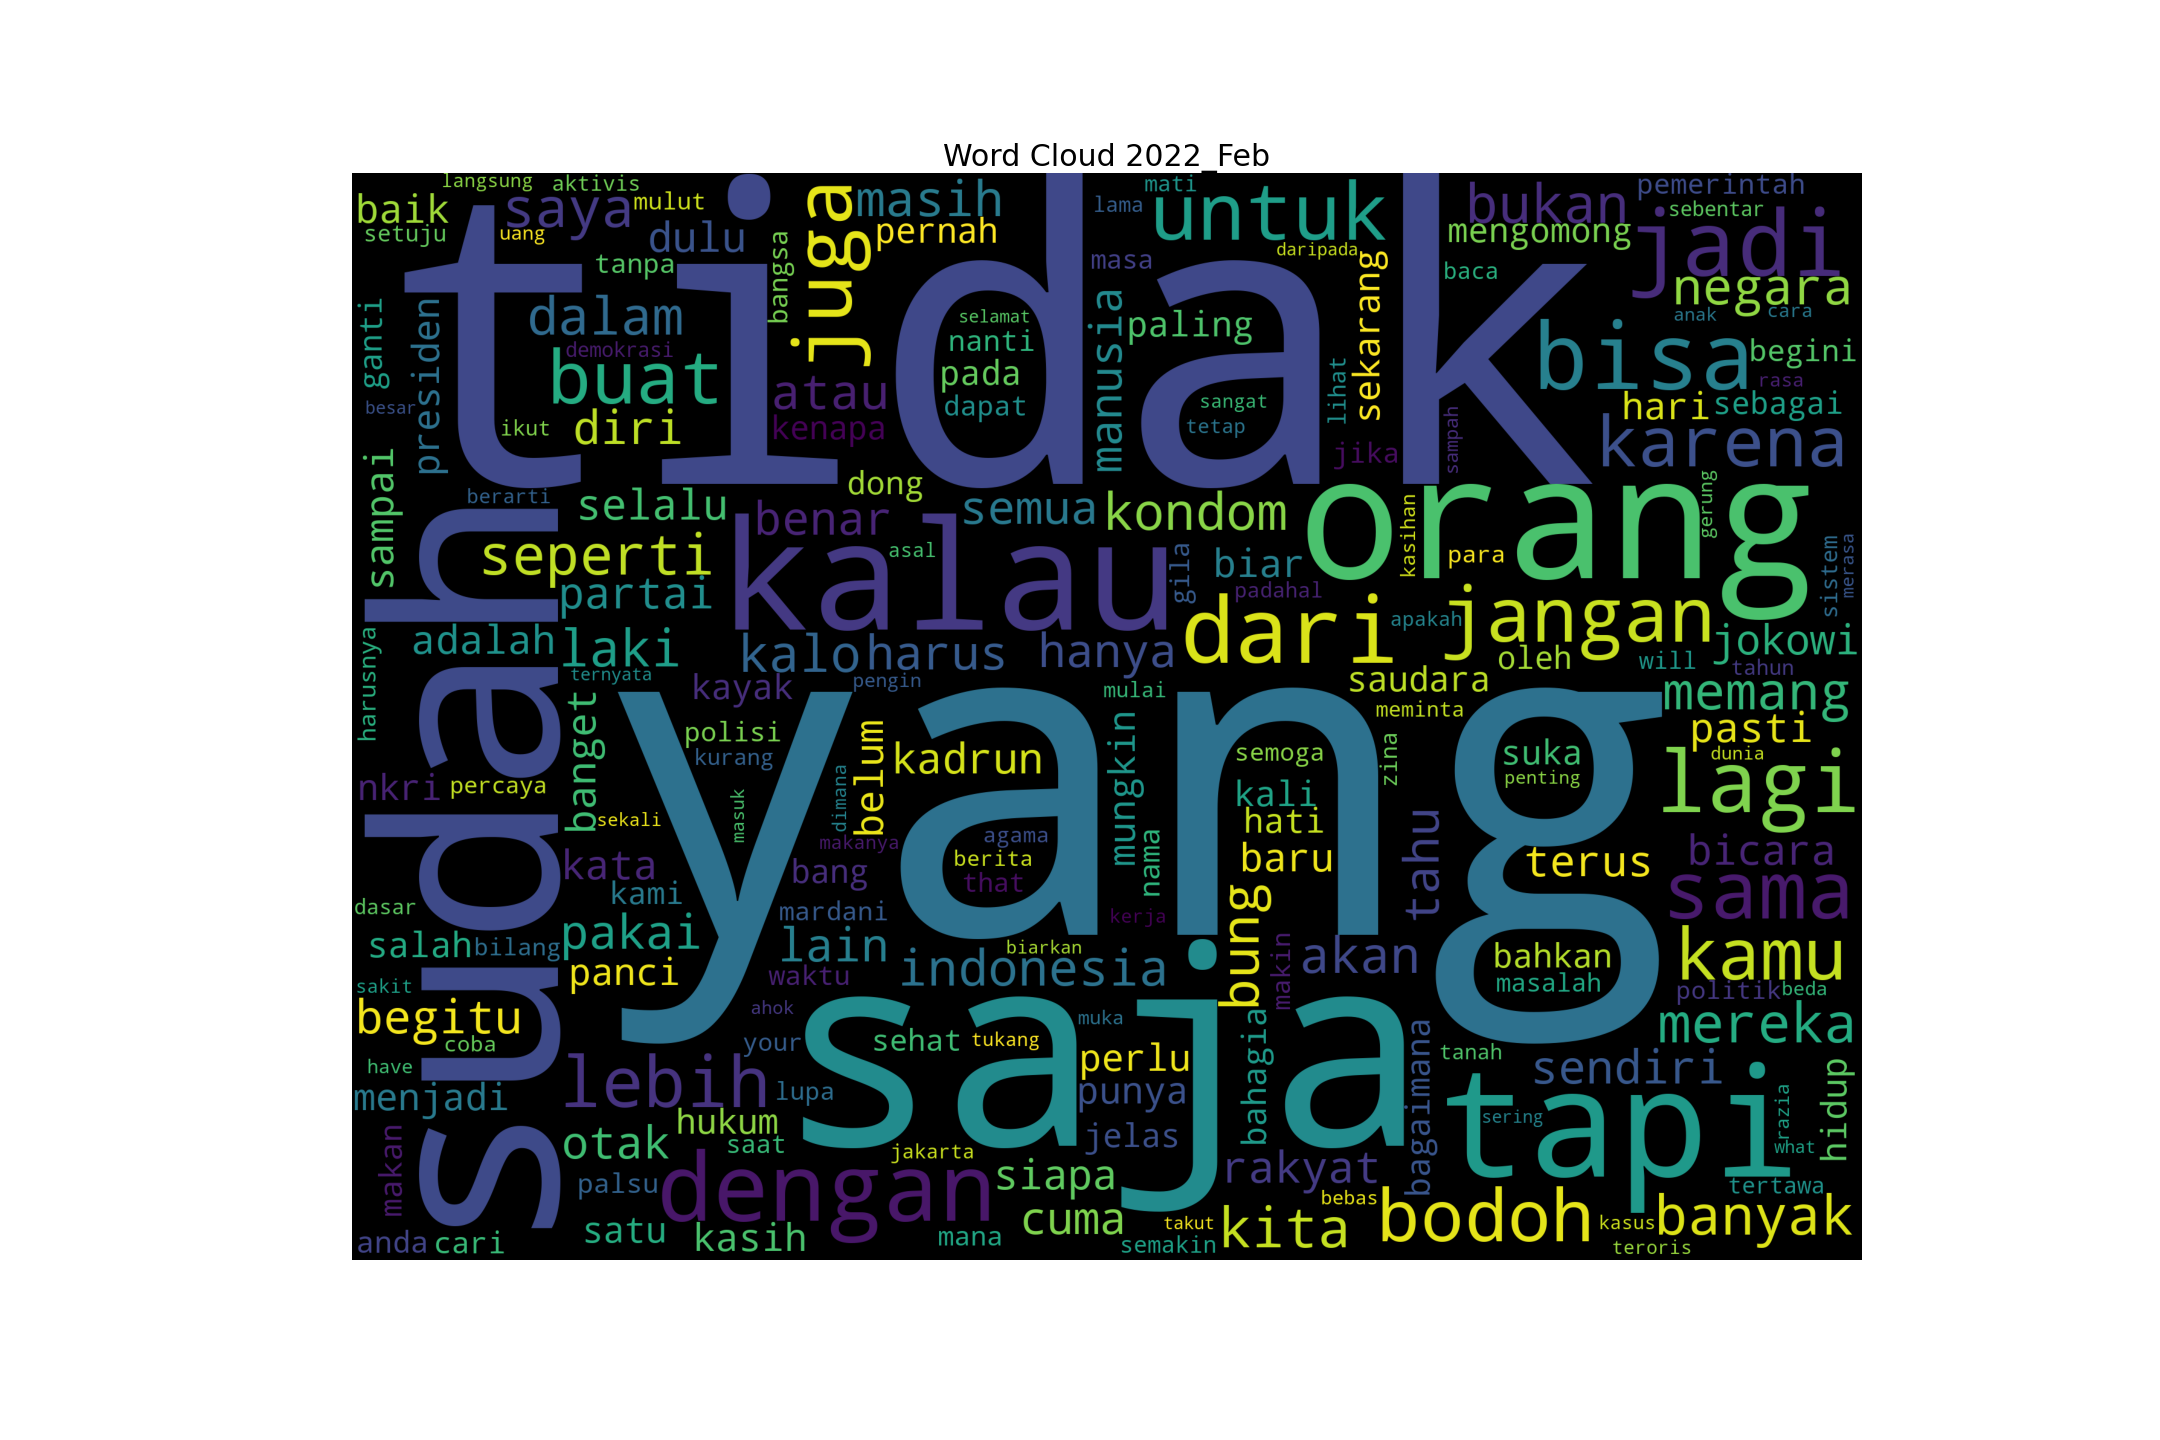 Word Cloud 2022_Feb
tidak
yang
sudah
saja
orang
kalau
tapi
dari
dengan
jangan
untuk
juga
jadi
bisa
buat
lagi
sama
kamu
lebih
bodoh
banyak
karena
seperti
saya
masih
bukan
negara
mengomong
pemerintah
sebentar
langsung
aktivis
mulut
baik
setuju
uang
dulu
tanpa
bangsa
pernah
mati
lama
daripada
masa
sekarang
baca
anak
cara
begini
rasa
hari
sebagai
ganti
presiden
dalam
demokrasi
besar
ikut
diri
atau
kenapa
selamat
nanti
pada
dapat
manusia
paling
sangat
tetap
lihat
jika
sampah
sampai
berarti
selalu
dong
benar
asal
semua
kondom
gerung
kasihan
para
biar
gila
padahal
apakah
sistem
merasa
partai
adalah
laki
kalo
harus
hanya
oleh
will
jokowi
tahun
harusnya
ternyata
kayak
pengin
mulai
saudara
meminta
memang
pasti
dunia
banget
polisi
kurang
belum
kadrun
mungkin
semoga
zina
suka
penting
nkri
percaya
sekali
masuk
dimana
makanya
agama
berita
that
kali
hati
baru
nama
tahu
terus
bicara
kata
kami
bang
mardani
kerja
dasar
salah
bilang
pakai
panci
lain
waktu
indonesia
biarkan
bung
makin
akan
bahkan
masalah
politik
beda
mereka
sakit
begitu
coba
have
menjadi
ahok
your
lupa
sehat
tukang
muka
perlu
punya
jelas
bahagia
bagaimana
tanah
sendiri
sering
razia
what
hidup
tertawa
makan
otak
hukum
saat
palsu
jakarta
siapa
rakyat
bebas
kasus
teroris
anda
cari
satu
kasih
mana
cuma
semakin
takut
kita